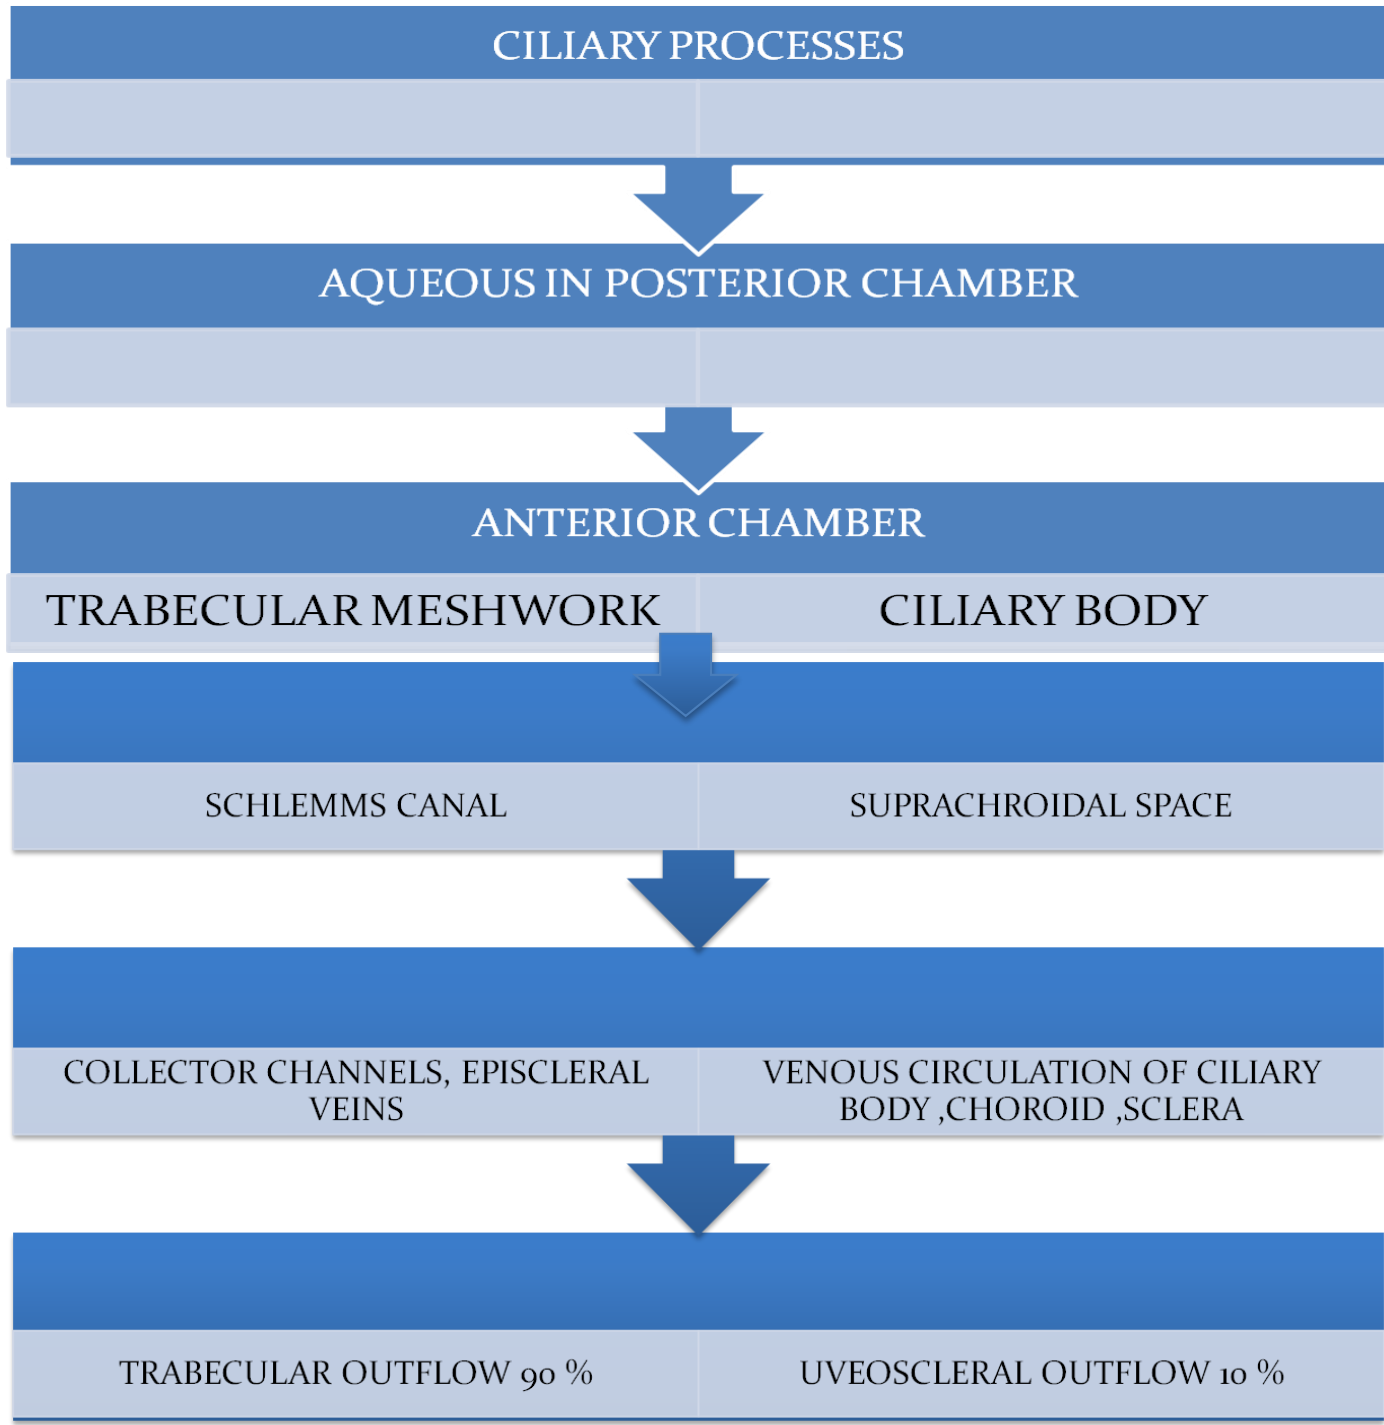 CILIARY PROCESSES
AQUEOUS IN POSTERIOR CHAMBER
ANTERIOR CHAMBER
TRABECULAR MESHWORK
CILIARY BODY
SCHLEMMS CANAL
SUPRACHROIDAL SPACE
COLLECTOR CHANNELS, EPISCLERAL
VEINS
VENOUS CIRCULATION OF CILIARY
BODY ,CHOROID ,SCLERA
TRABECULAR OUTFLOW 90 %
UVEOSCLERAL OUTFLOW 10 %